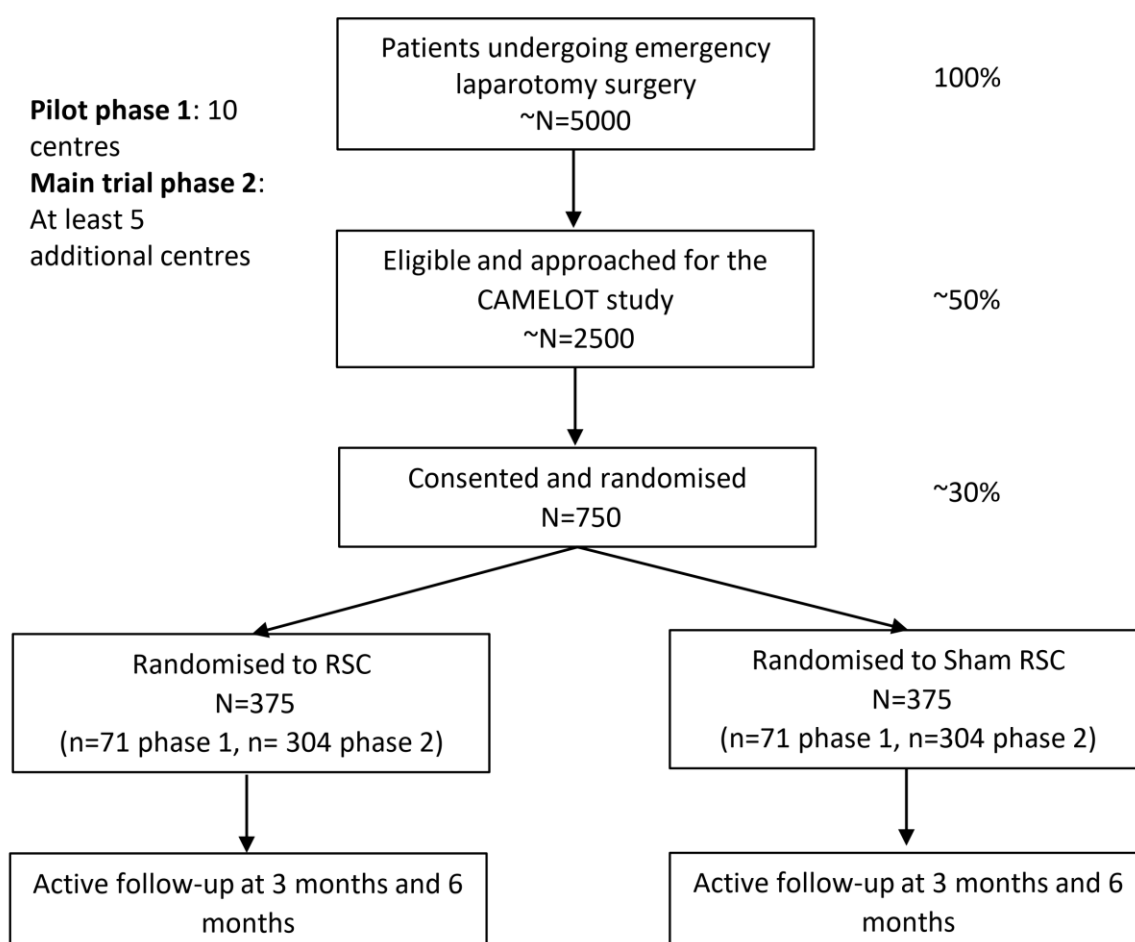 Patients undergoing emergency
laparotomy surgery
~N=5000
100%
Pilot phase 1: 10
centres
Main trial phase 2:
At least 5
additional centres
Eligible and approached for the
CAMELOT study
~N=2500
~50%
Consented and randomised
N=750
~30%
Randomised to RSC
N=375
(n=71 phase 1, n= 304 phase 2)
Randomised to Sham RSC
N=375
(n=71 phase 1, n=304 phase 2)
Active follow-up at 3 months and 6
months
Active follow-up at 3 months and 6
months